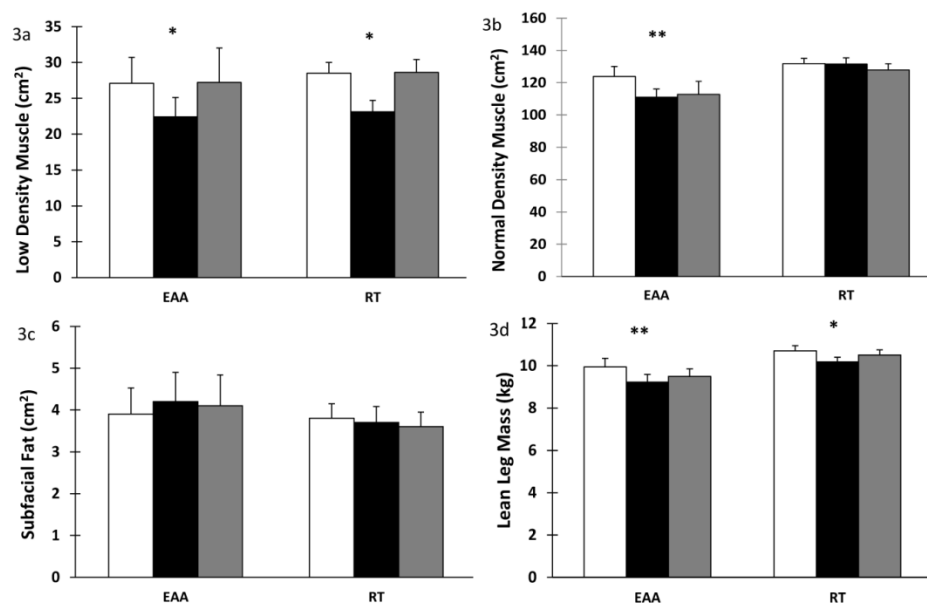 3a
* *
Low Density Muscle (cm²)
35
30
25
20
15
10
5
0
EAA RT
3b
**
Normal Density Muscle (cm²)
160
140
120
100
80
60
40
20
0
EAA RT
3c
Subfacial Fat (cm²)
6
5
4
3
2
1
0
EAA RT
3d
** *
Lean Leg Mass (kg)
12
10
8
6
4
2
0
EAA RT